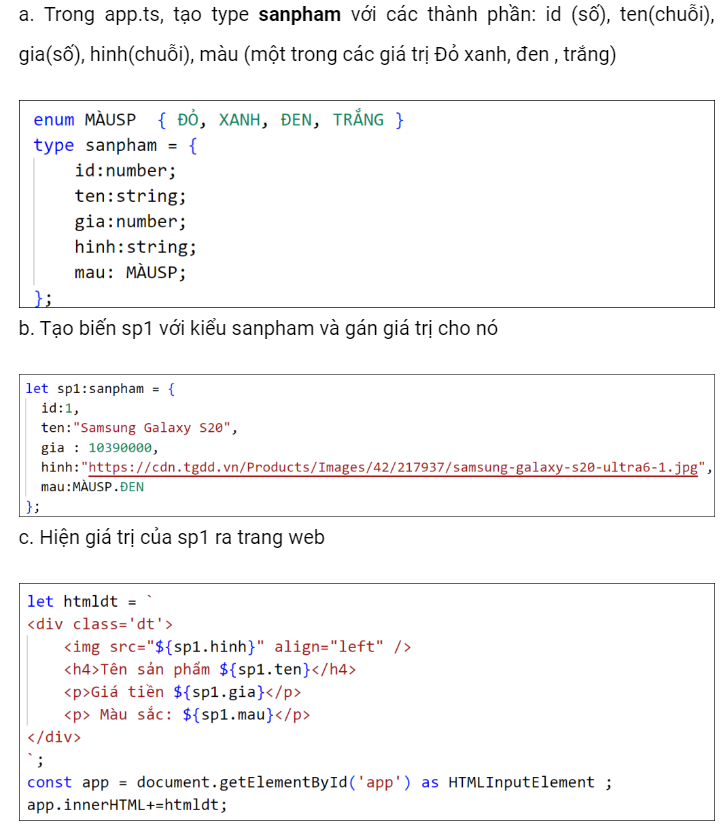 a. Trong app.ts, tạo type sanpham với các thành phần: id (số), ten(chuỗi),
gia(số), hinh(chuỗi), màu (một trong các giá trị Đỏ xanh, đen , trắng)
enum MÀUSP  { ĐỎ, XANH, ĐEN, TRẮNG }
type sanpham = {
    id:number;
    ten:string;
    gia:number;
    hinh:string;
    mau: MÀUSP;
};
b. Tạo biến sp1 với kiểu sanpham và gán giá trị cho nó
let sp1:sanpham = {
  id:1,
  ten:"Samsung Galaxy S20",
  gia : 10390000,
  hinh:"https://cdn.tgdd.vn/Products/Images/42/217937/samsung-galaxy-s20-ultra6-1.jpg",
  mau:MÀUSP.ĐEN
};
c. Hiện giá trị của sp1 ra trang web
let htmldt = `
<div class='dt'>
    <img src="${sp1.hinh}" align="left" />
    <h4>Tên sản phẩm ${sp1.ten}</h4>
    <p>Giá tiền ${sp1.gia}</p>
    <p> Màu sắc: ${sp1.mau}</p>
</div>
`;
const app = document.getElementById('app') as HTMLInputElement ;
app.innerHTML+=htmldt;